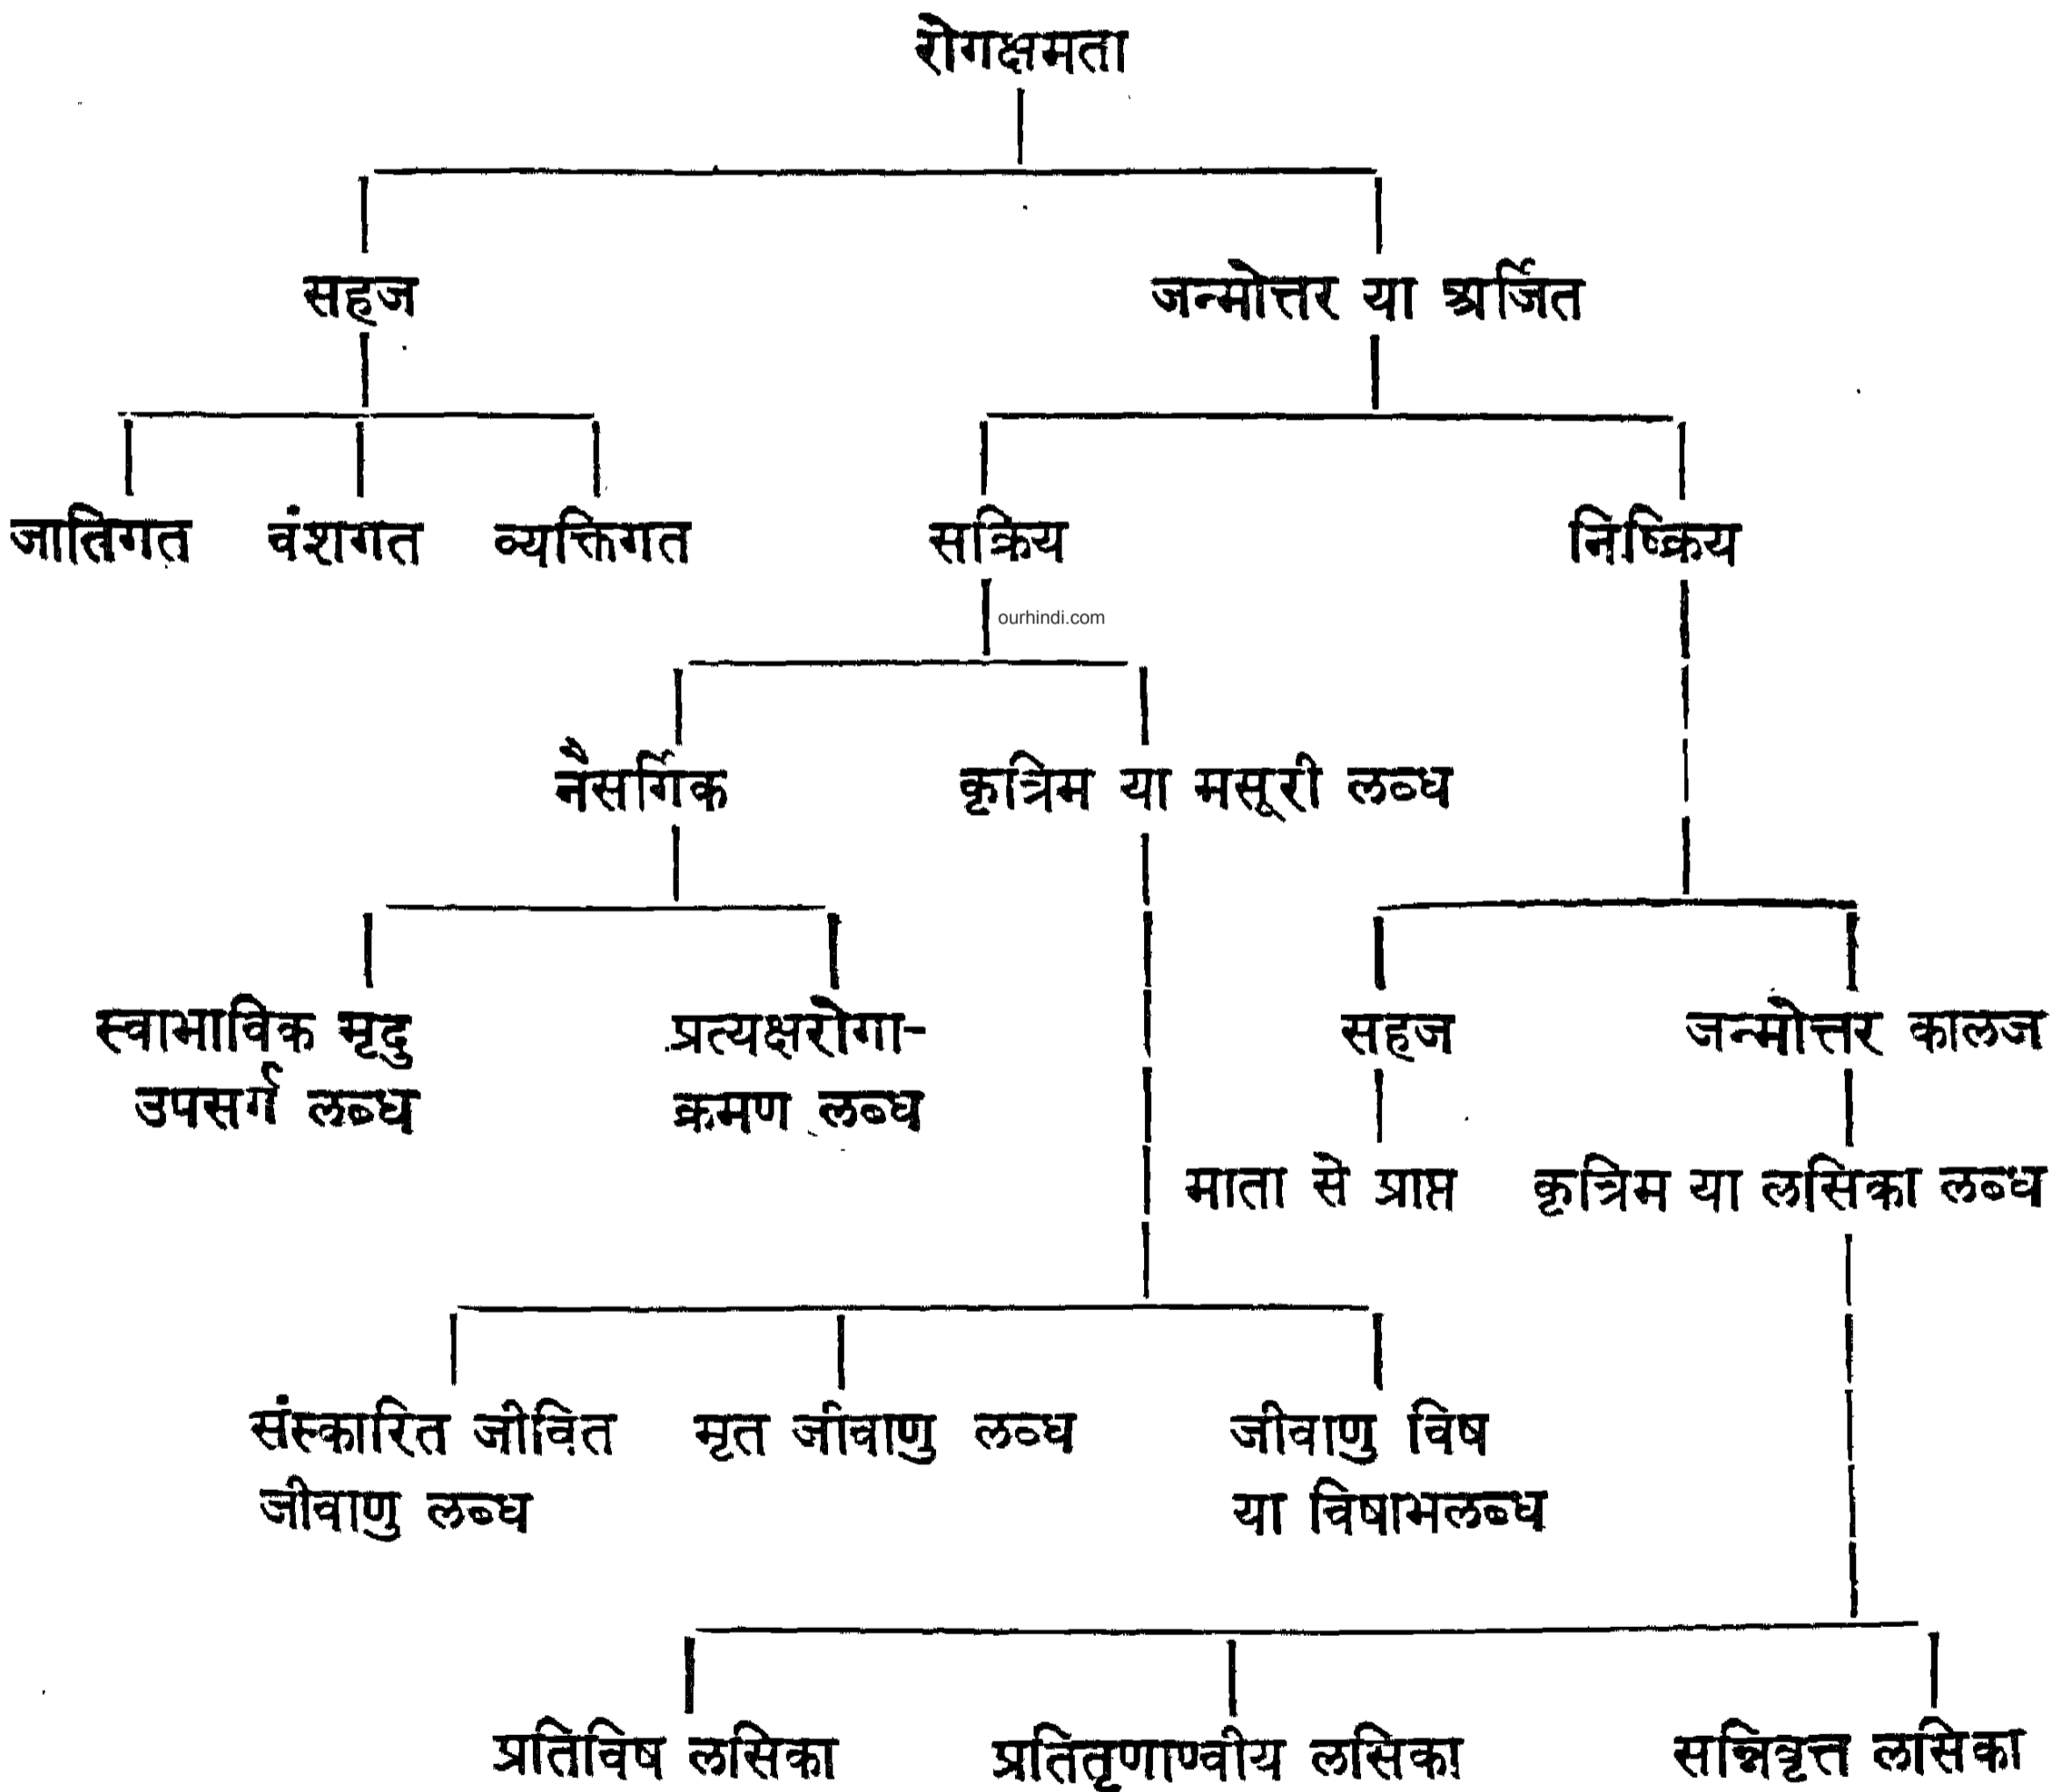 रोगक्षमता
सहज
जन्मोत्तर या अर्जित
जातिगत वंशगत व्यक्तिगत
सक्रिय
निष्क्रिय
ourhindi.com
नैसर्गिक
कृत्रिम या मसूरी लब्ध
स्वाभाविक मृदु
उपसर्ग लब्ध
प्रत्यक्षरोगा-
क्रमण लब्ध
सहज
जन्मोत्तर कालज
माता से प्राप्त
कृत्रिम या लसिका लब्ध
संस्कारित जीवित
जीवाणु लब्ध
मृत जीवाणु लब्ध
जीवाणु विष
या विषाभलब्ध
प्रतिविष लसिका
प्रतितृणाण्वीय लसिका
सन्निवृत्त लसिका